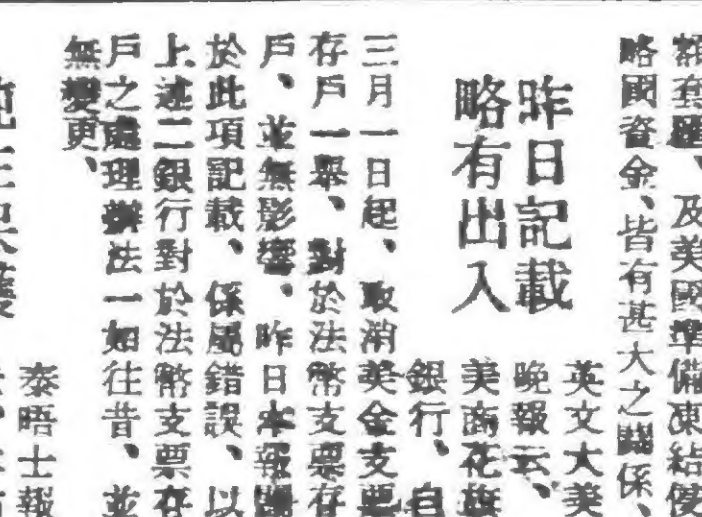 額套匯、及美國準備凍結侵
略國資金、皆有甚大之關係、
昨日記載
略有出入
英文大美
晚報云、
美商花旗
銀行、自
三月一日起、取消美金支票
存戶一舉、對於法幣支票存
戶、並無影響、昨日本報關
於此項記載、係屬錯誤、以
上述二銀行對於法幣支票存
戶之處理辦法一如往昔、並
無變更、
泰晤士報